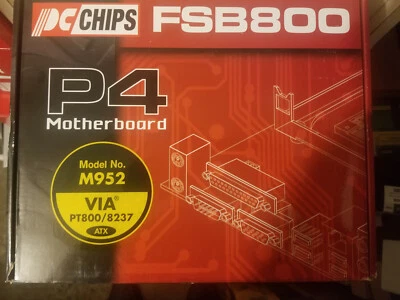 PC CHIPS FSB800
P4
Motherboard
Model No.
M952
VIA®
PT800/8237
ATX